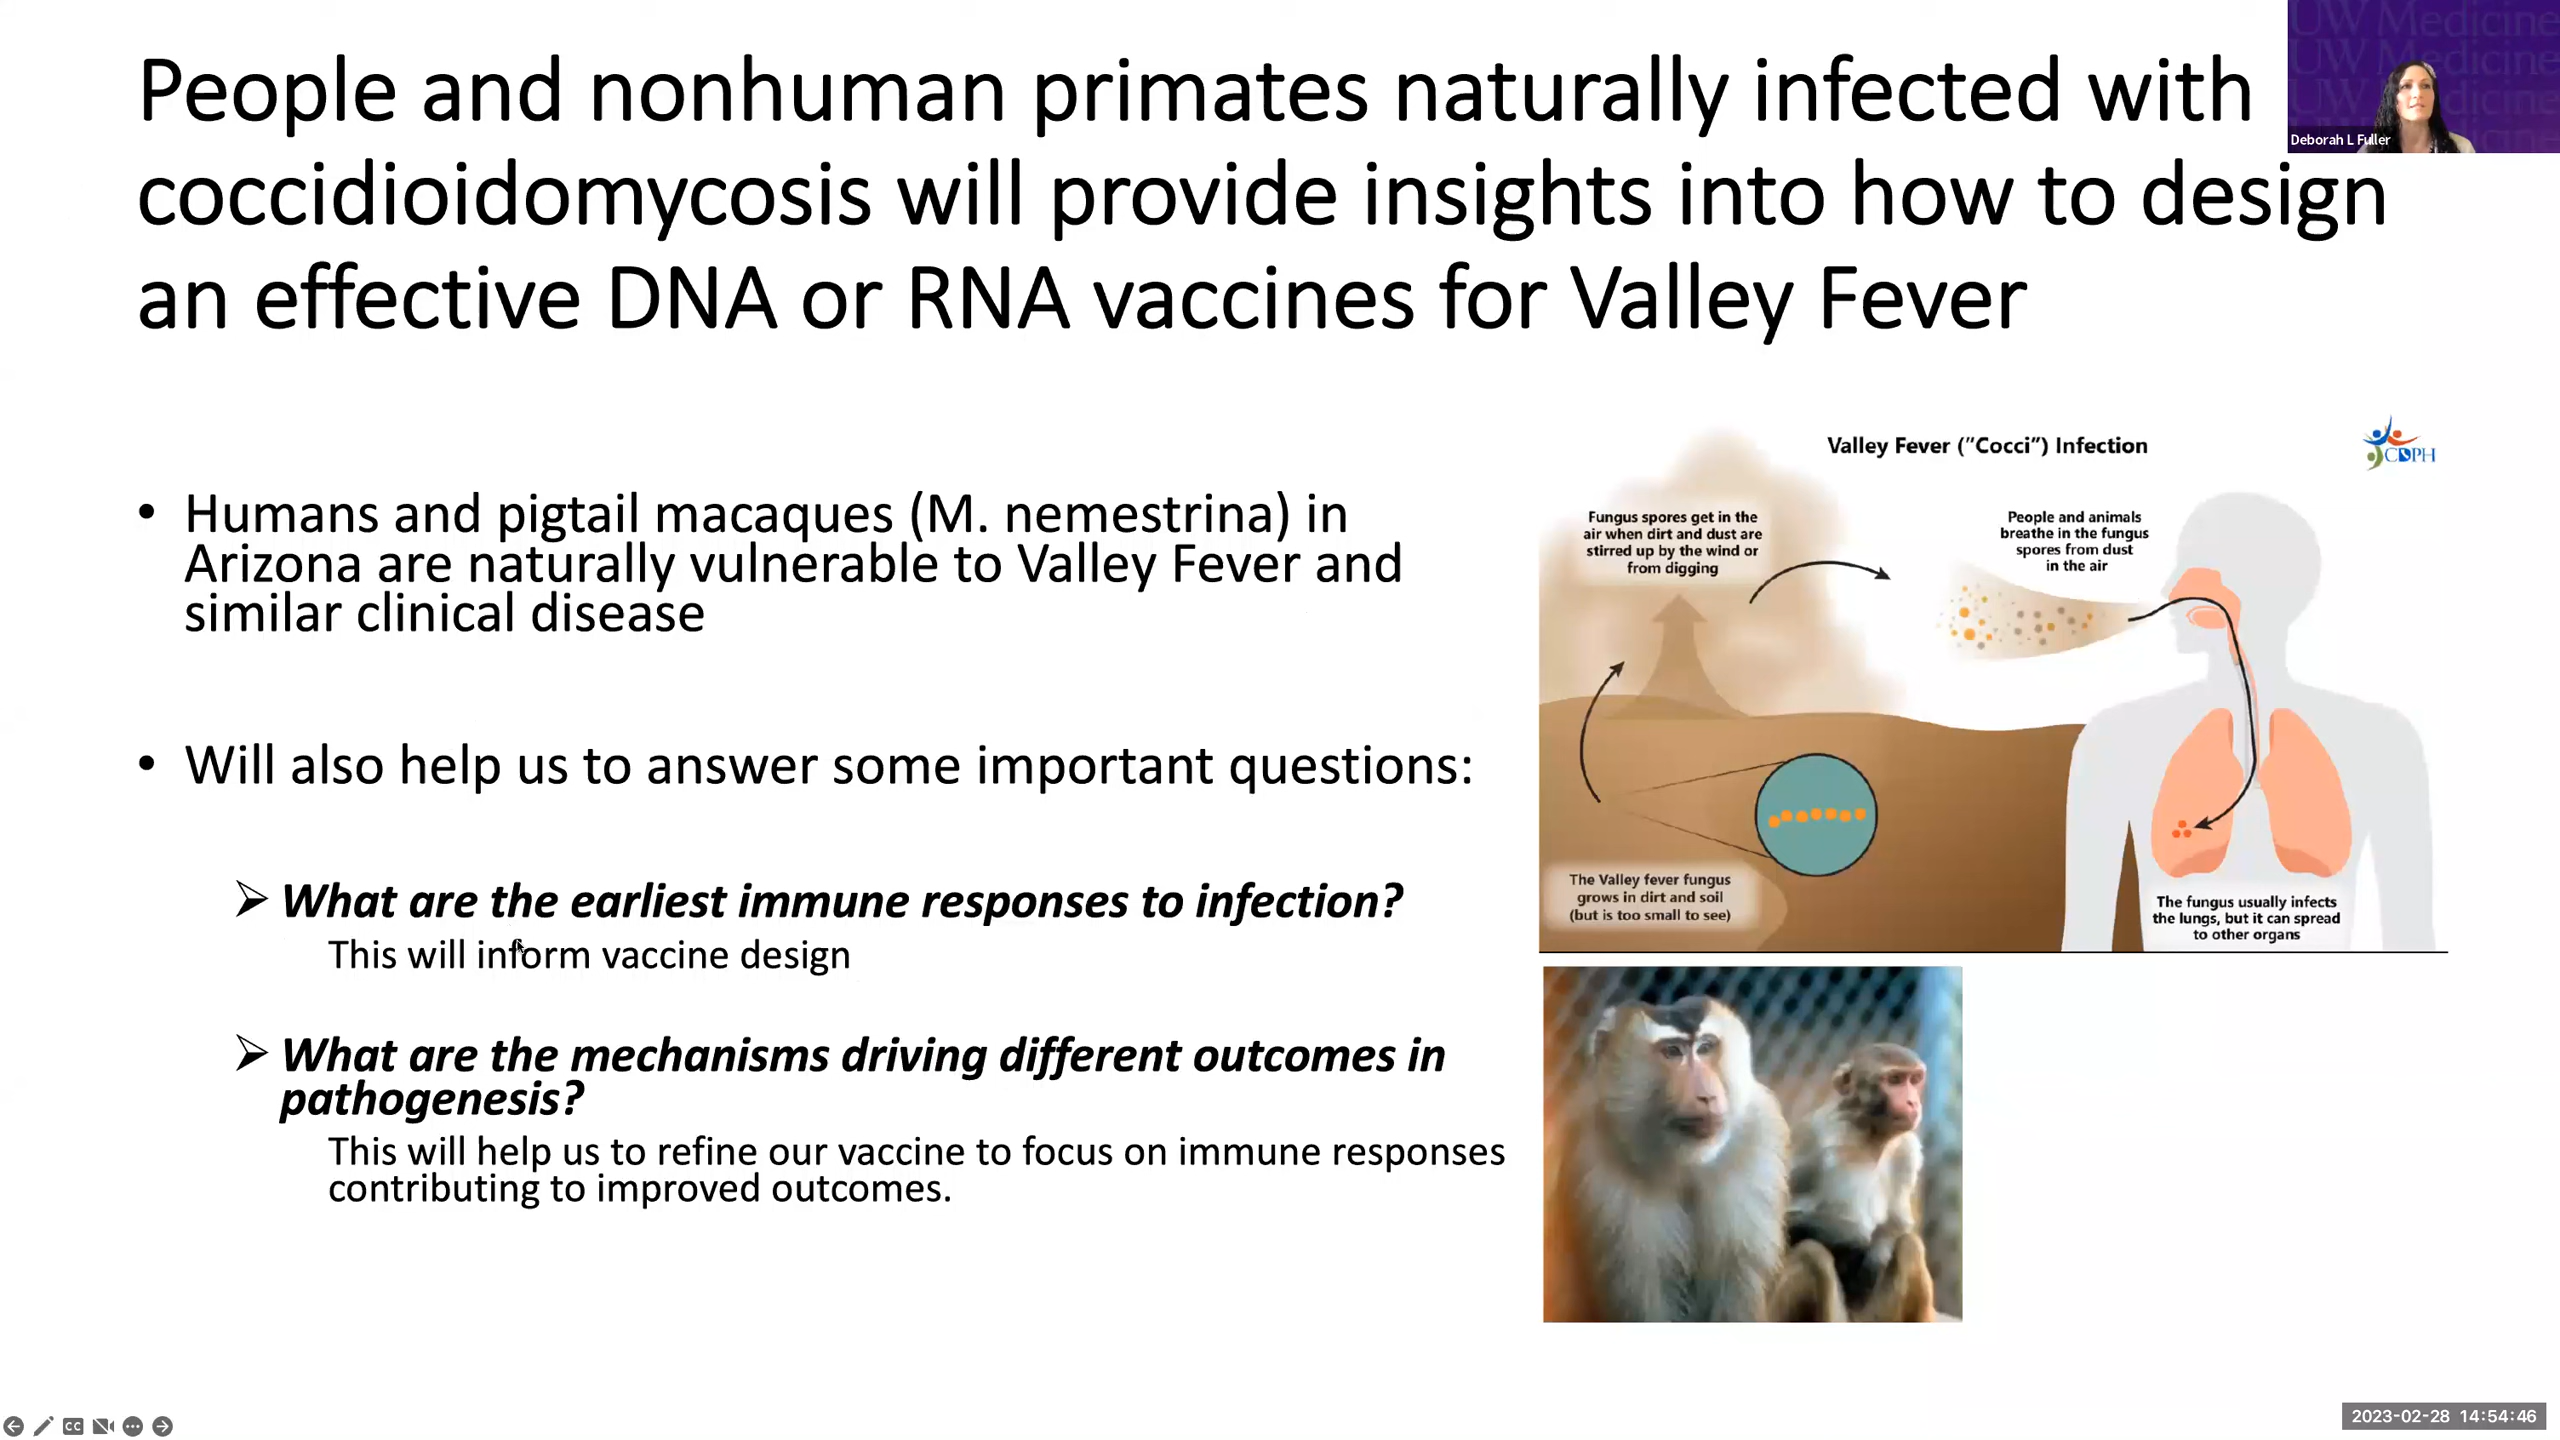 People and nonhuman primates naturally infected with
coccidioidomycosis will provide insights into how to design
an effective DNA or RNA vaccines for Valley Fever
UW Medicine
UW Medicine
Deborah L Fuller
• Humans and pigtail macaques (M. nemestrina) in
Arizona are naturally vulnerable to Valley Fever and
similar clinical disease
• Will also help us to answer some important questions:
➢ What are the earliest immune responses to infection?
This will inform vaccine design
➢ What are the mechanisms driving different outcomes in
pathogenesis?
This will help us to refine our vaccine to focus on immune responses
contributing to improved outcomes.
Valley Fever ("Cocci") Infection
CDPH
Fungus spores get in the
air when dirt and dust are
stirred up by the wind or
from digging
People and animals
breathe in the fungus
spores from dust
in the air
The Valley fever fungus
grows in dirt and soil
(but is too small to see)
The fungus usually infects
the lungs, but it can spread
to other organs
CC
2023-02-28 14:54:46